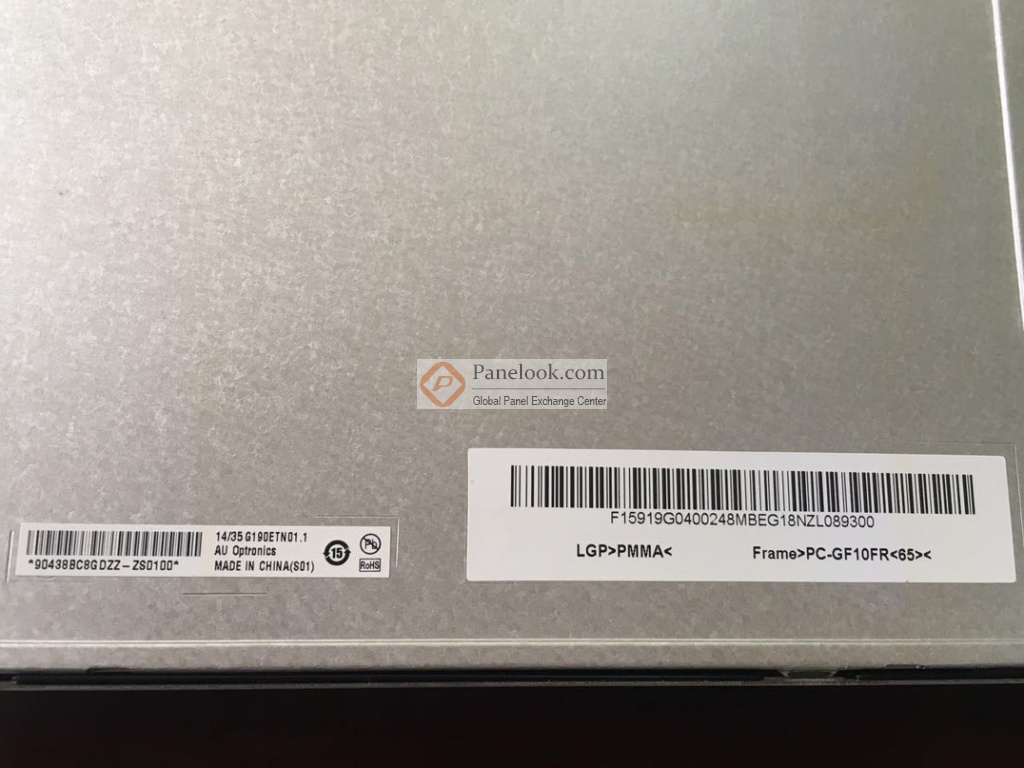 Panelook.com
Global Panel Exchange Center
F15919G0400248MBEG18NZL089300
LGP>PMMA<
Frame>PC-GF10FR<65><
14/35 G190ETN01.1
AU Optronics
MADE IN CHINA(S01)
*90438BC8GDZZ-ZS0100*
15
Pb
RoHS